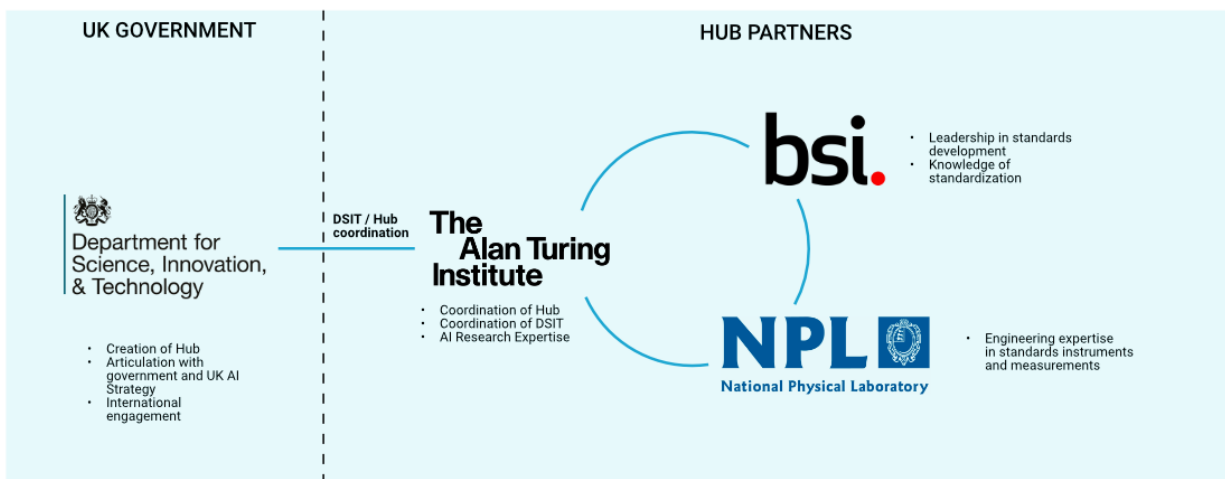 UK GOVERNMENT
HUB PARTNERS
Department for
Science, Innovation,
& Technology
• Creation of Hub
• Articulation with
government and UK AI
Strategy
• International
engagement
DSIT / Hub
coordination
The
Alan Turing
Institute
• Coordination of Hub
• Coordination of DSIT
• AI Research Expertise
bsi.
• Leadership in standards
development
• Knowledge of
standardization
NPL
National Physical Laboratory
• Engineering expertise
in standards instruments
and measurements